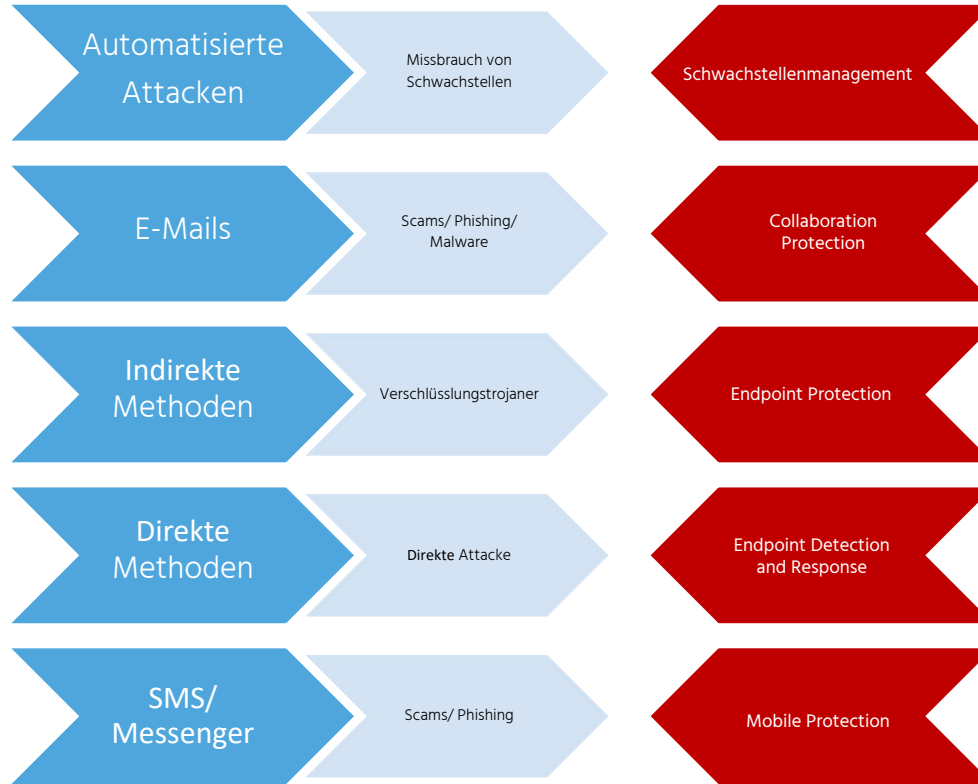 Automatisierte
Attacken
Missbrauch von
Schwachstellen
Schwachstellenmanagement
E-Mails
Scams/ Phishing/
Malware
Collaboration
Protection
Indirekte
Methoden
Verschlüsslungstrojaner
Endpoint Protection
Direkte
Methoden
Direkte Attacke
Endpoint Detection
and Response
SMS/
Messenger
Scams/ Phishing
Mobile Protection